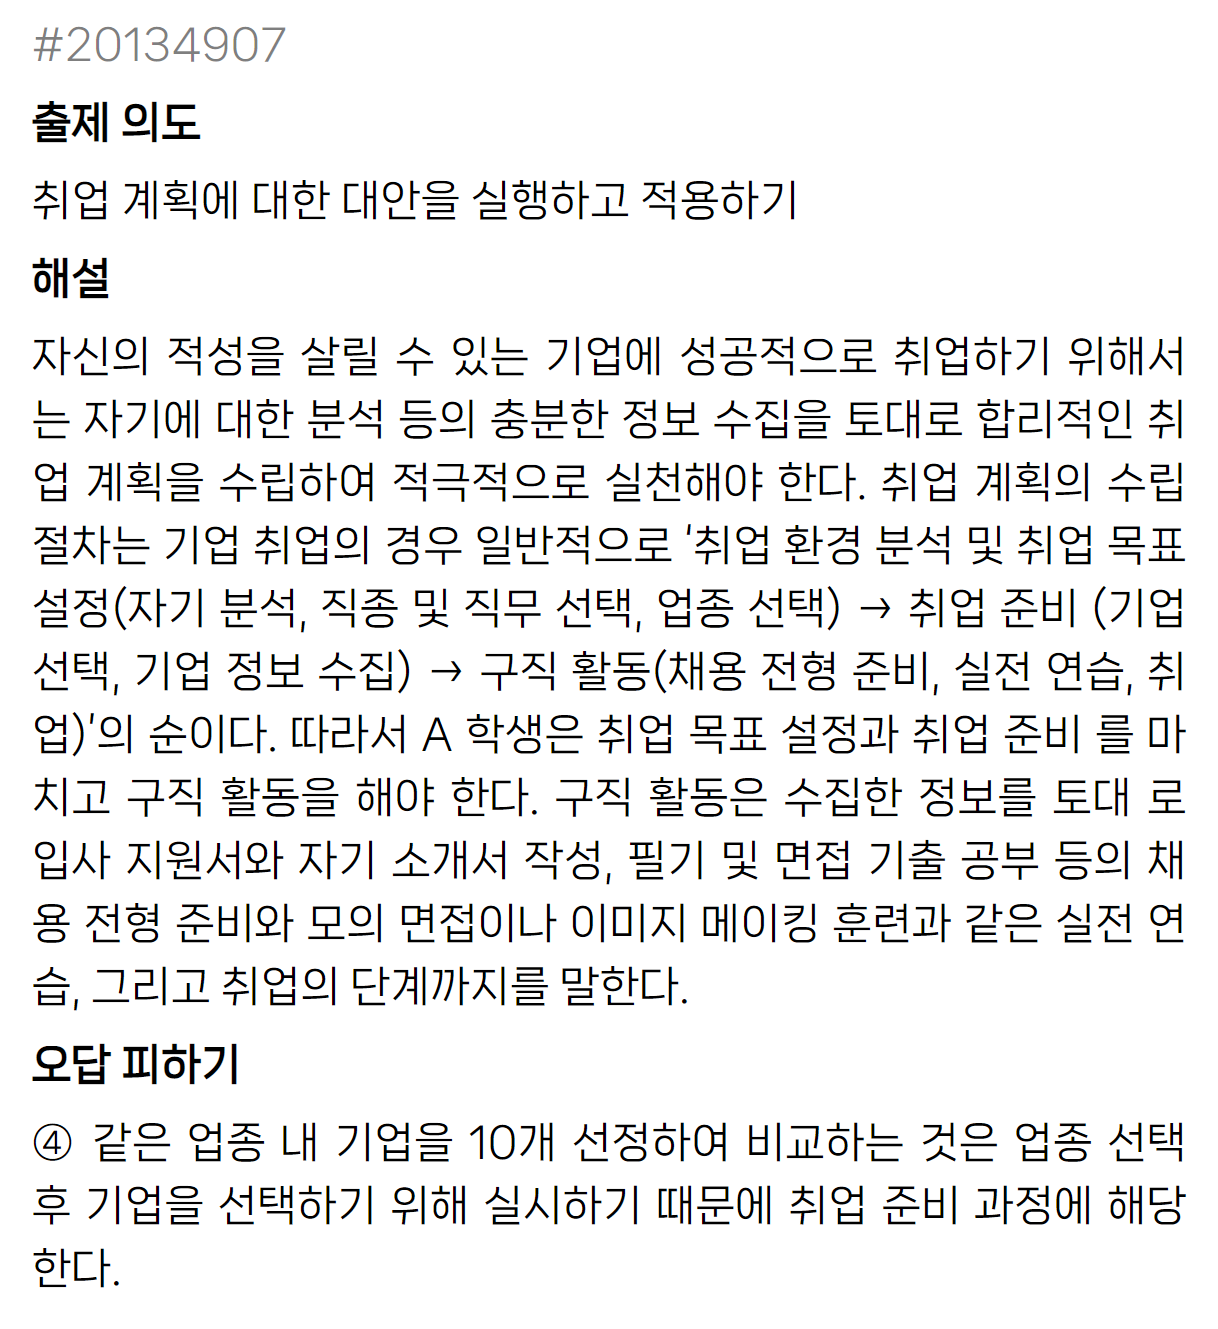 #20134907
출제 의도
취업 계획에 대한 대안을 실행하고 적용하기
해설
자신의 적성을 살릴 수 있는 기업에 성공적으로 취업하기 위해서
는 자기에 대한 분석 등의 충분한 정보 수집을 토대로 합리적인 취
업 계획을 수립하여 적극적으로 실천해야 한다. 취업 계획의 수립
절차는 기업 취업의 경우 일반적으로 '취업 환경 분석 및 취업 목표
설정(자기 분석, 직종 및 직무 선택, 업종 선택) → 취업 준비 (기업
선택, 기업 정보 수집) → 구직 활동(채용 전형 준비, 실전 연습, 취
업)'의 순이다. 따라서 A 학생은 취업 목표 설정과 취업 준비 를 마
치고 구직 활동을 해야 한다. 구직 활동은 수집한 정보를 토대 로
입사 지원서와 자기 소개서 작성, 필기 및 면접 기출 공부 등의 채
용 전형 준비와 모의 면접이나 이미지 메이킹 훈련과 같은 실전 연
습, 그리고 취업의 단계까지를 말한다.
오답 피하기
④ 같은 업종 내 기업을 10개 선정하여 비교하는 것은 업종 선택
후 기업을 선택하기 위해 실시하기 때문에 취업 준비 과정에 해당
한다.